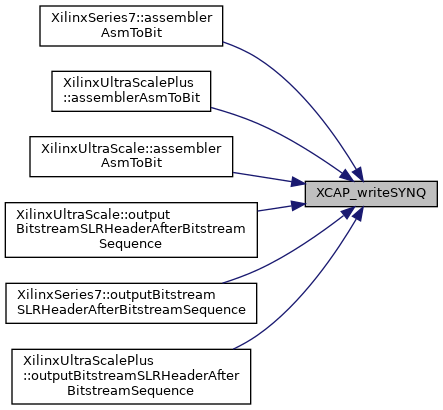 XilinxSeries7::assembler
AsmToBit
XilinxUltraScalePlus
::assemblerAsmToBit
XilinxUltraScale::assembler
AsmToBit
XCAP_writeSYNQ
XilinxUltraScale::output
BitstreamSLRHeaderAfterBitstream
Sequence
XilinxSeries7::outputBitstream
SLRHeaderAfterBitstreamSequence
XilinxUltraScalePlus
::outputBitstreamSLRHeaderAfter
BitstreamSequence